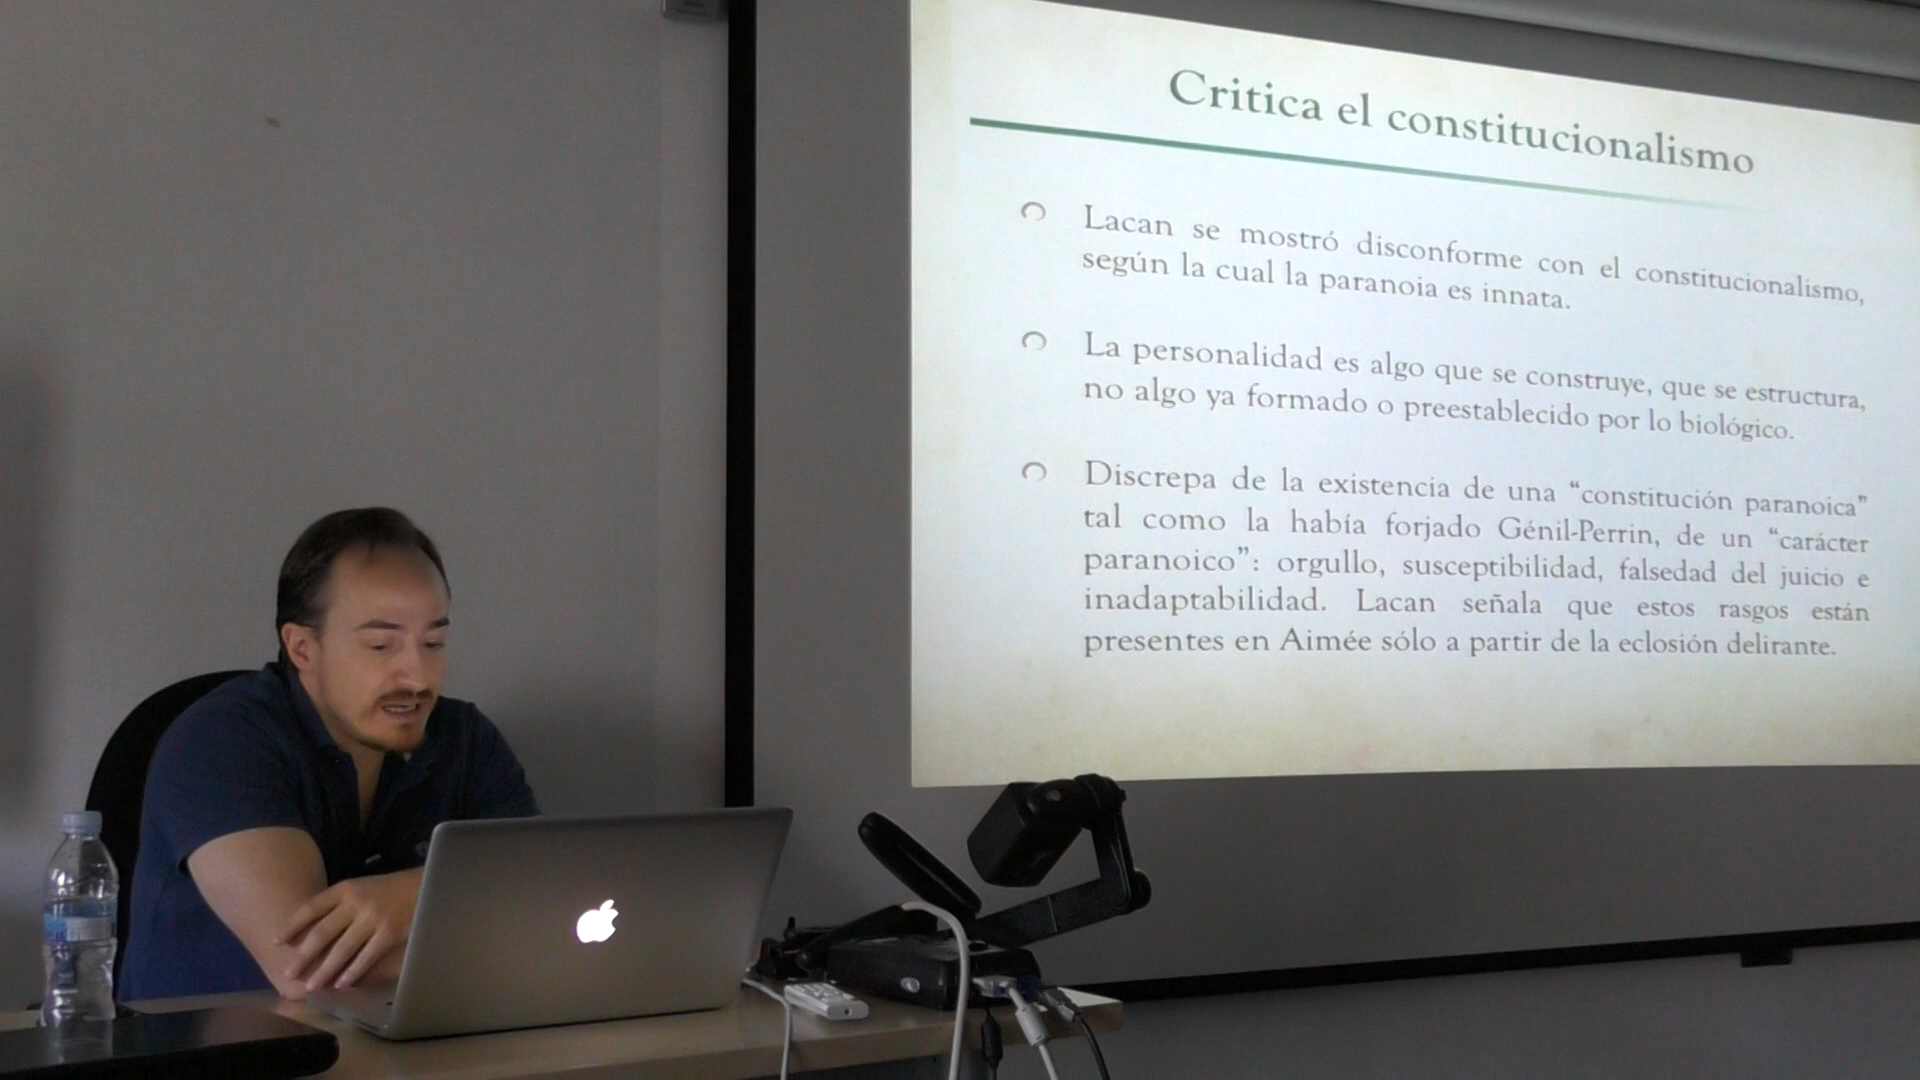 Critica el constitucionalismo
Lacan se mostró disconforme con el constitucionalismo,
según la cual la paranoia es innata.
La personalidad es algo que se construye, que se estructura,
no algo ya formado o preestablecido por lo biológico.
Discrepa de la existencia de una “constitución paranoica”
tal como la había forjado Génil-Perrin, de un “carácter
paranoico”: orgullo, susceptibilidad, falsedad del juicio e
inadaptabilidad. Lacan señala que estos rasgos están
presentes en Aimée sólo a partir de la eclosión delirante.